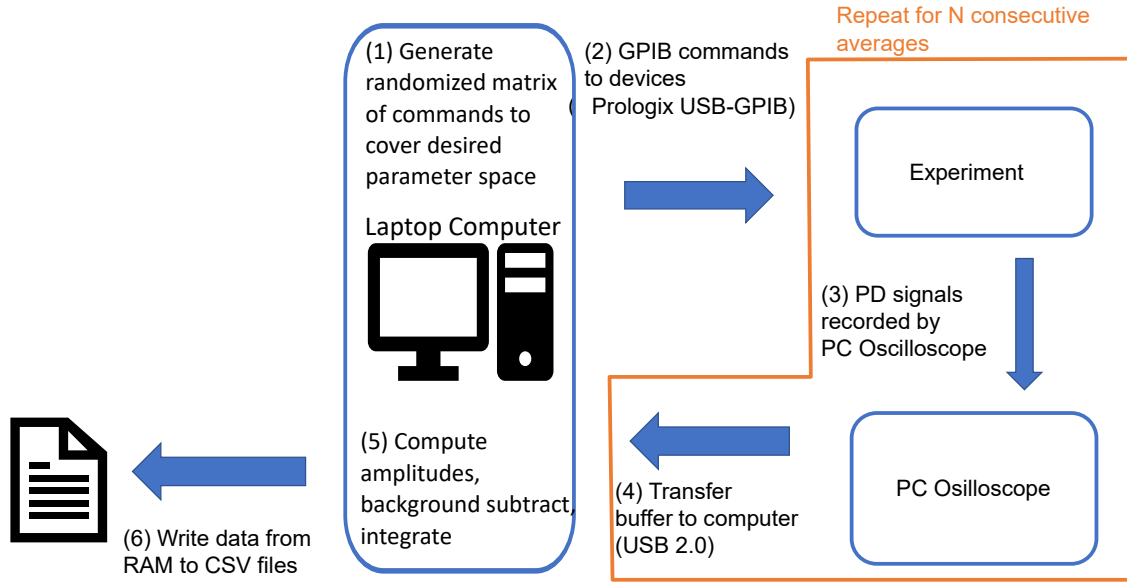 Repeat for N consecutive
averages
(1) Generate
randomized matrix
of commands to
cover desired
parameter space
Laptop Computer
(2) GPIB commands
to devices
( Prologix USB-GPIB)
Experiment
(3) PD signals
recorded by
PC Oscilloscope
PC Osilloscope
(4) Transfer
buffer to computer
(USB 2.0)
(5) Compute
amplitudes,
background subtract,
integrate
(6) Write data from
RAM to CSV files